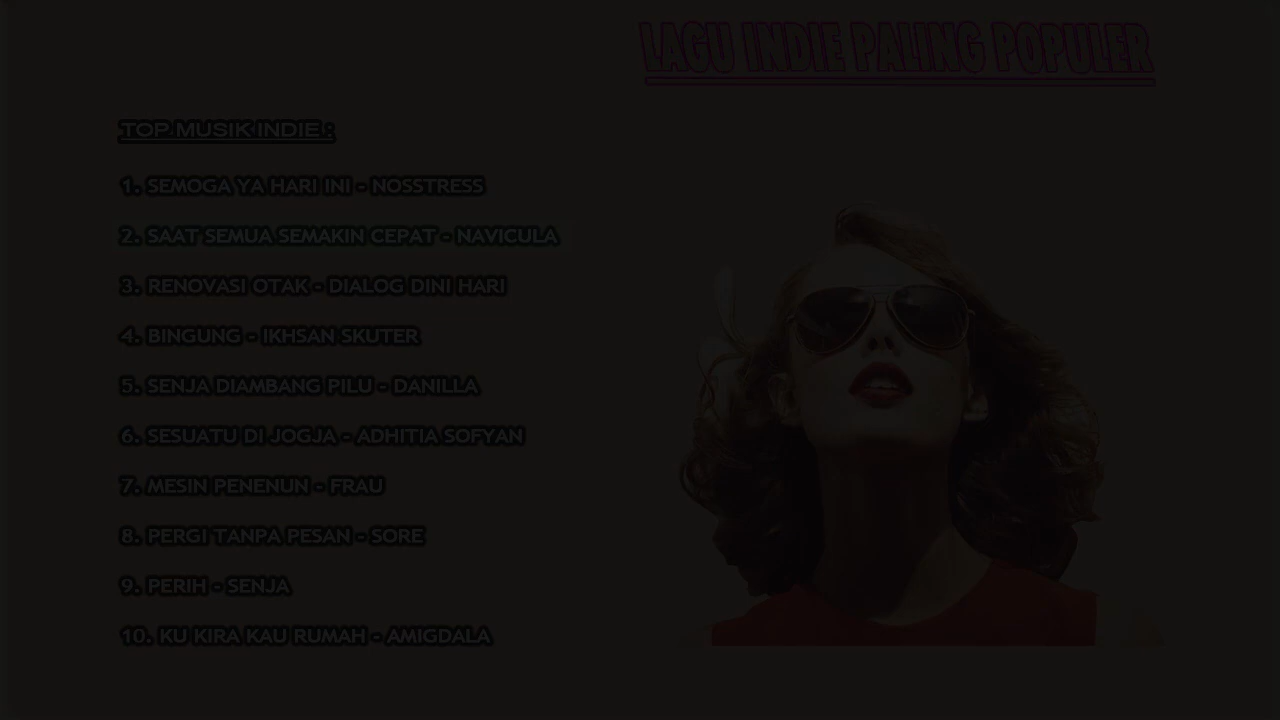 LAGU INDIE PALING POPULER
TOP MUSIK INDIE :
1. SEMOGA YA HARI INI - NOSSTRESS
2. SAAT SEMUA SEMAKIN CEPAT - NAVICULA
3. RENOVASI OTAK - DIALOG DINI HARI
4. BINGUNG - IKHSAN SKUTER
5. SENJA DIAMBANG PILU - DANILLA
6. SESUATU DI JOGJA - ADHITIA SOFYAN
7. MESIN PENENUN - FRAU
8. PERGI TANPA PESAN - SORE
9. PERIH - SENJA
10. KU KIRA KAU RUMAH - AMIGDALA